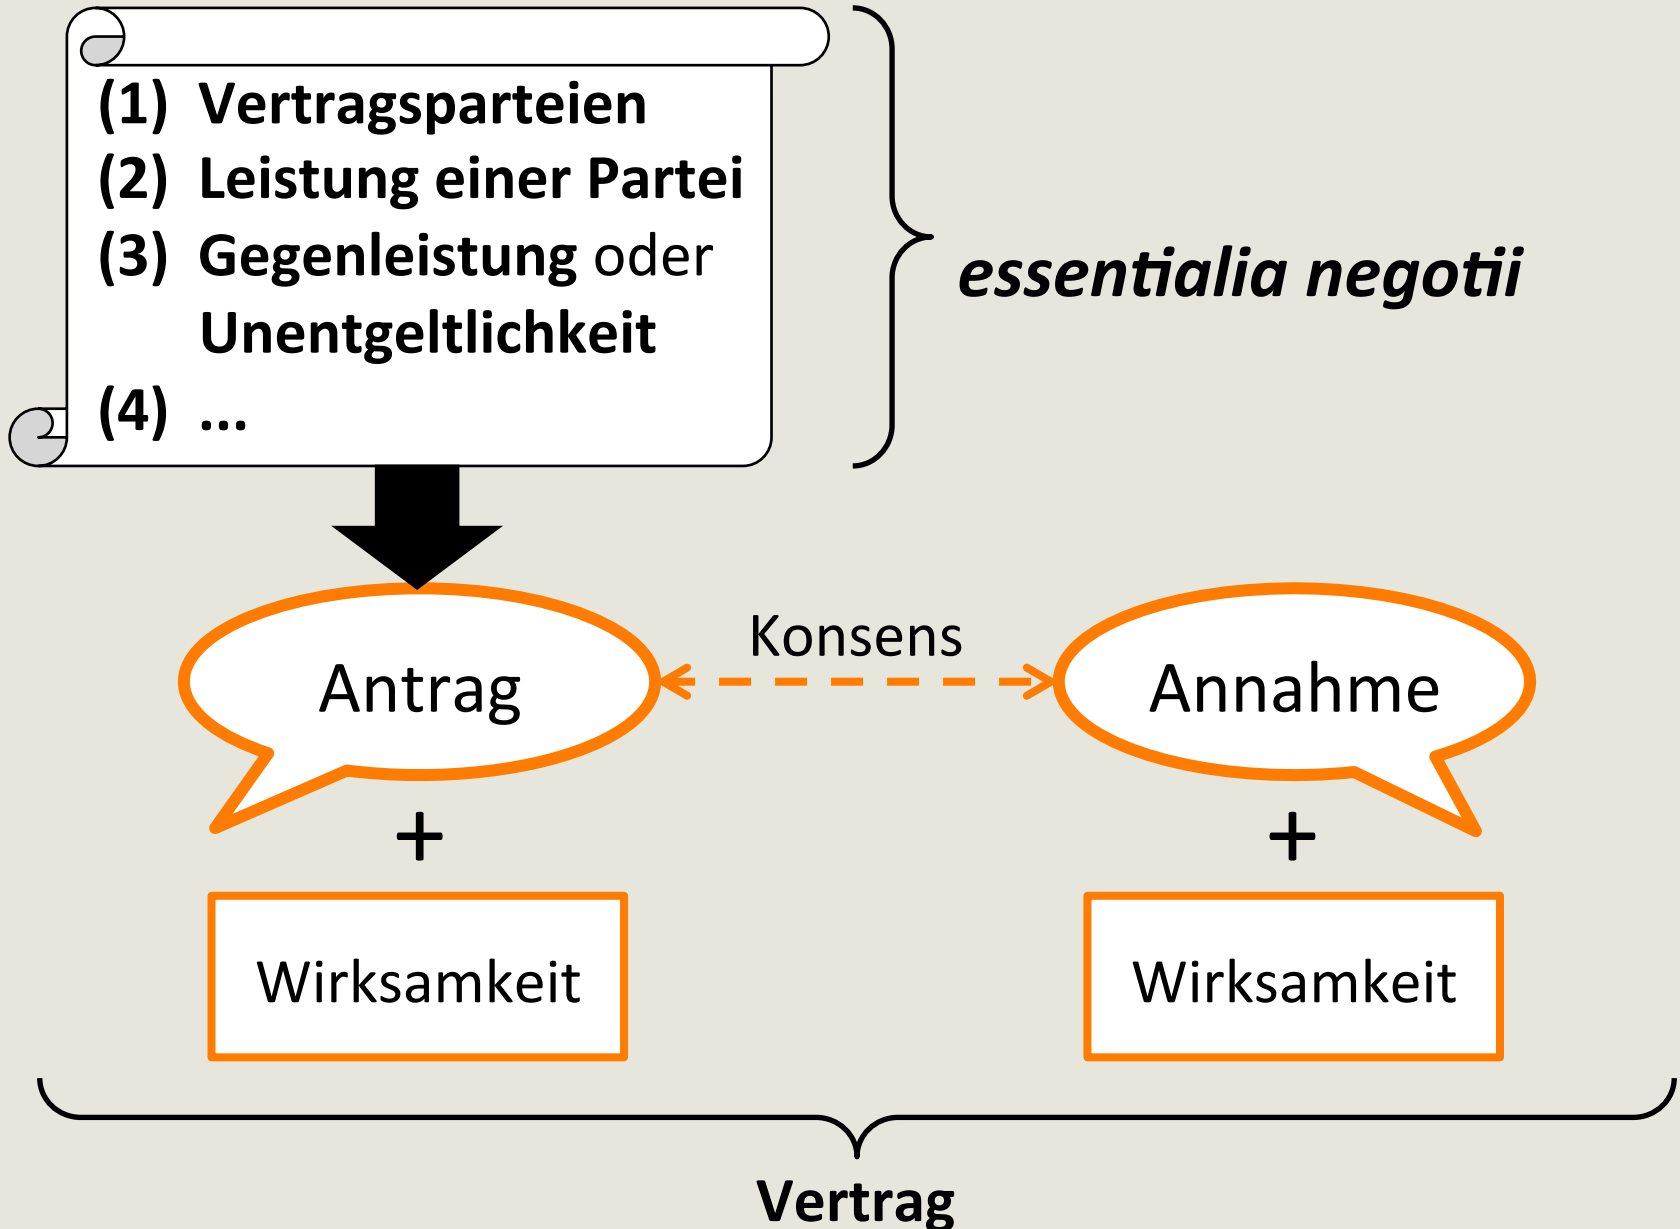 (1) Vertragsparteien
(2) Leistung einer Partei
(3) Gegenleistung oder
Unentgeltlichkeit
(4) ...
essentialia negotii
Antrag
Konsens
Annahme
+
+
Wirksamkeit
Wirksamkeit
Vertrag